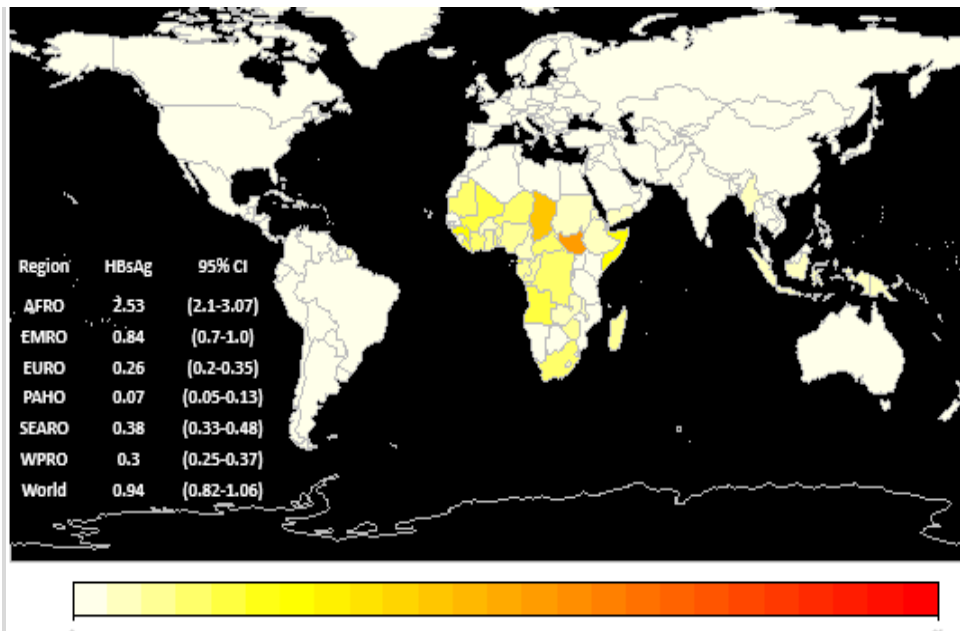 Region HBsAg 95% CI
AFRO 2.53 (2.1-3.07)
EMRO 0.84 (0.7-1.0)
EURO 0.26 (0.2-0.35)
PAHO 0.07 (0.05-0.13)
SEARO 0.38 (0.33-0.48)
WPRO 0.3 (0.25-0.37)
World 0.94 (0.82-1.06)